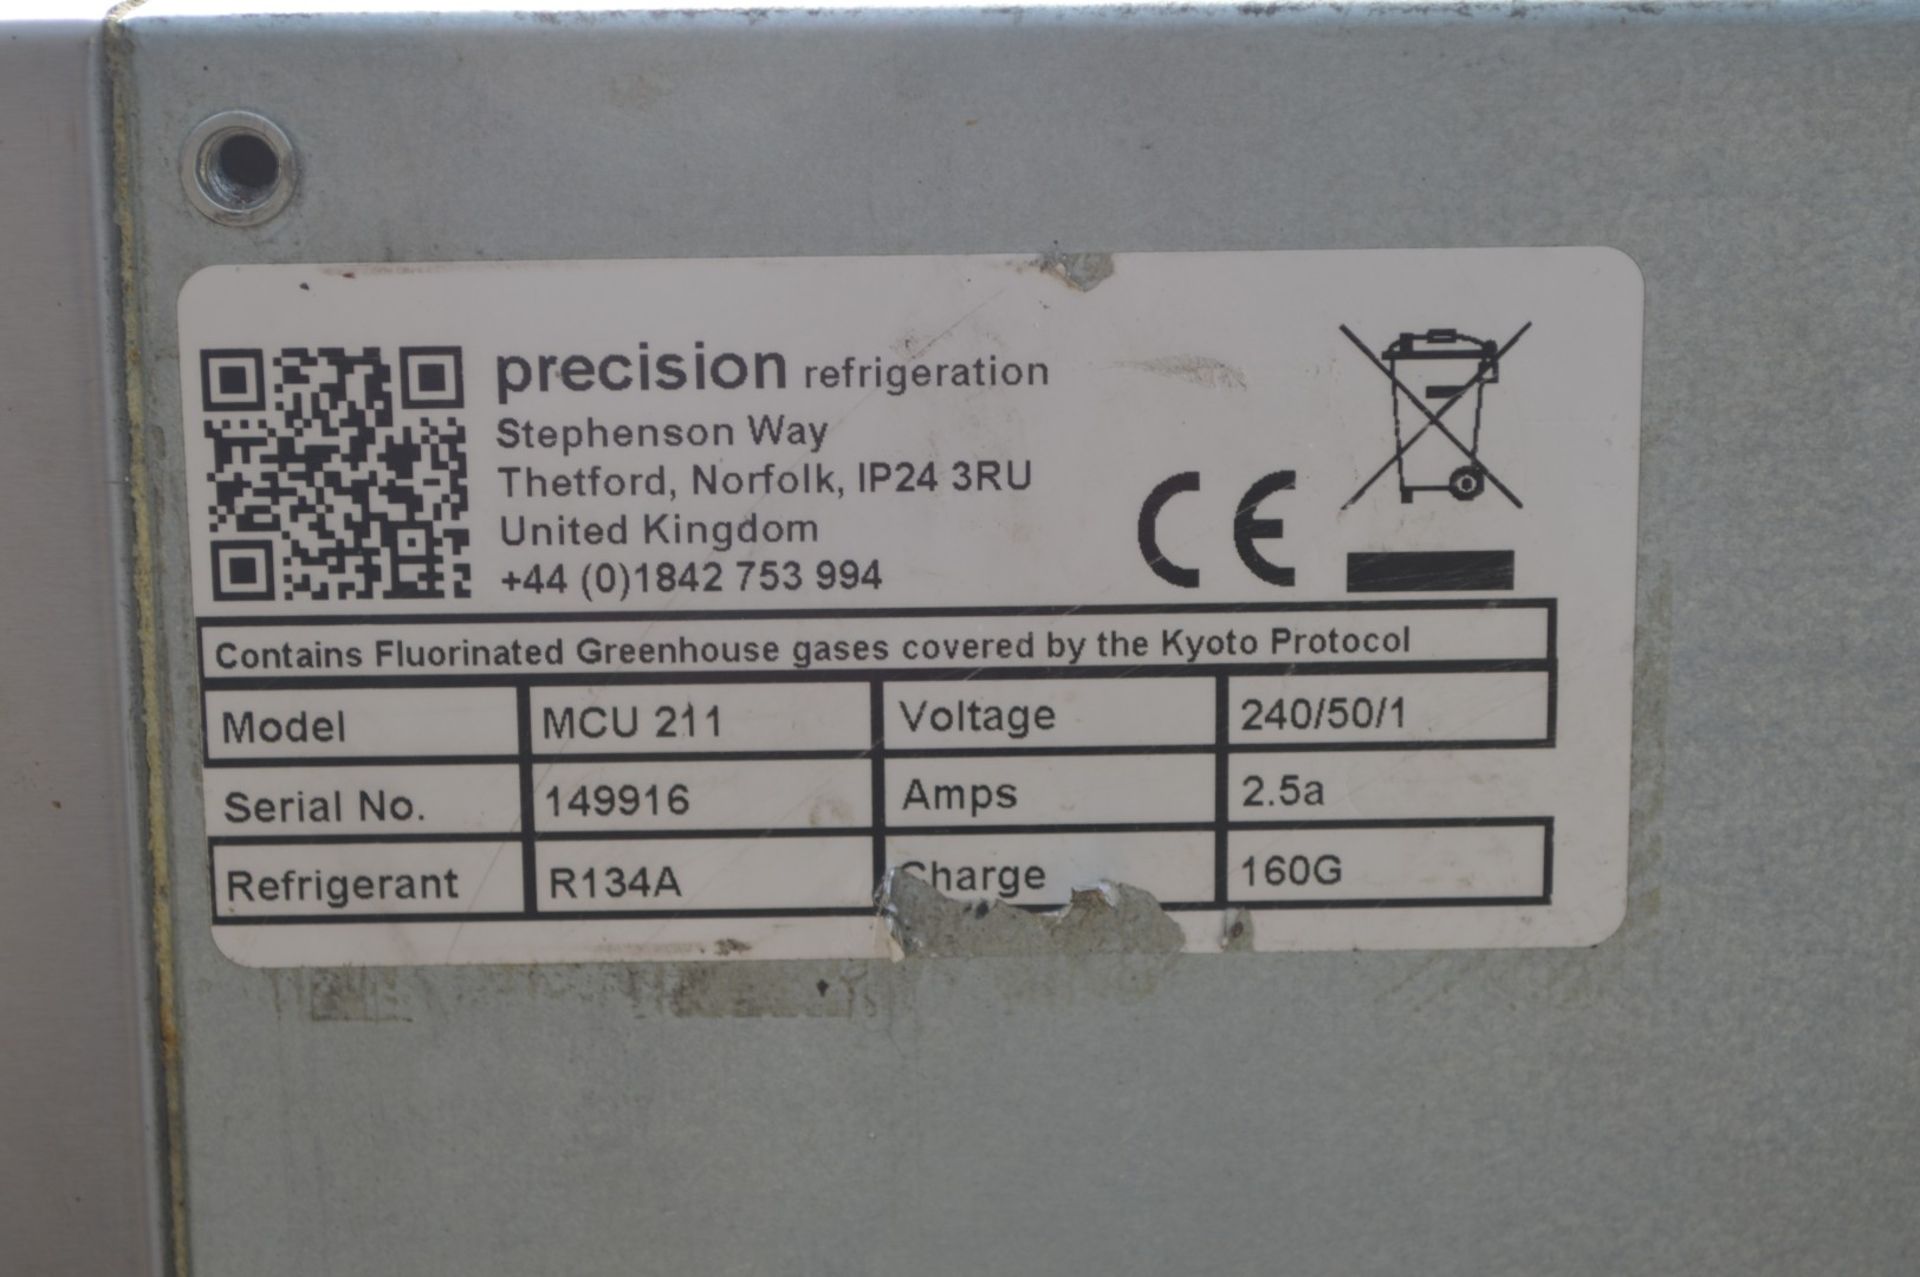 precision refrigeration
Stephenson Way
Thetford, Norfolk, IP24 3RU
United Kingdom
+44 (0)1842 753 994
CE
Contains Fluorinated Greenhouse gases covered by the Kyoto Protocol
Model MCU 211 Voltage 240/50/1
Serial No. 149916 Amps 2.5a
Refrigerant R134A Charge 160G